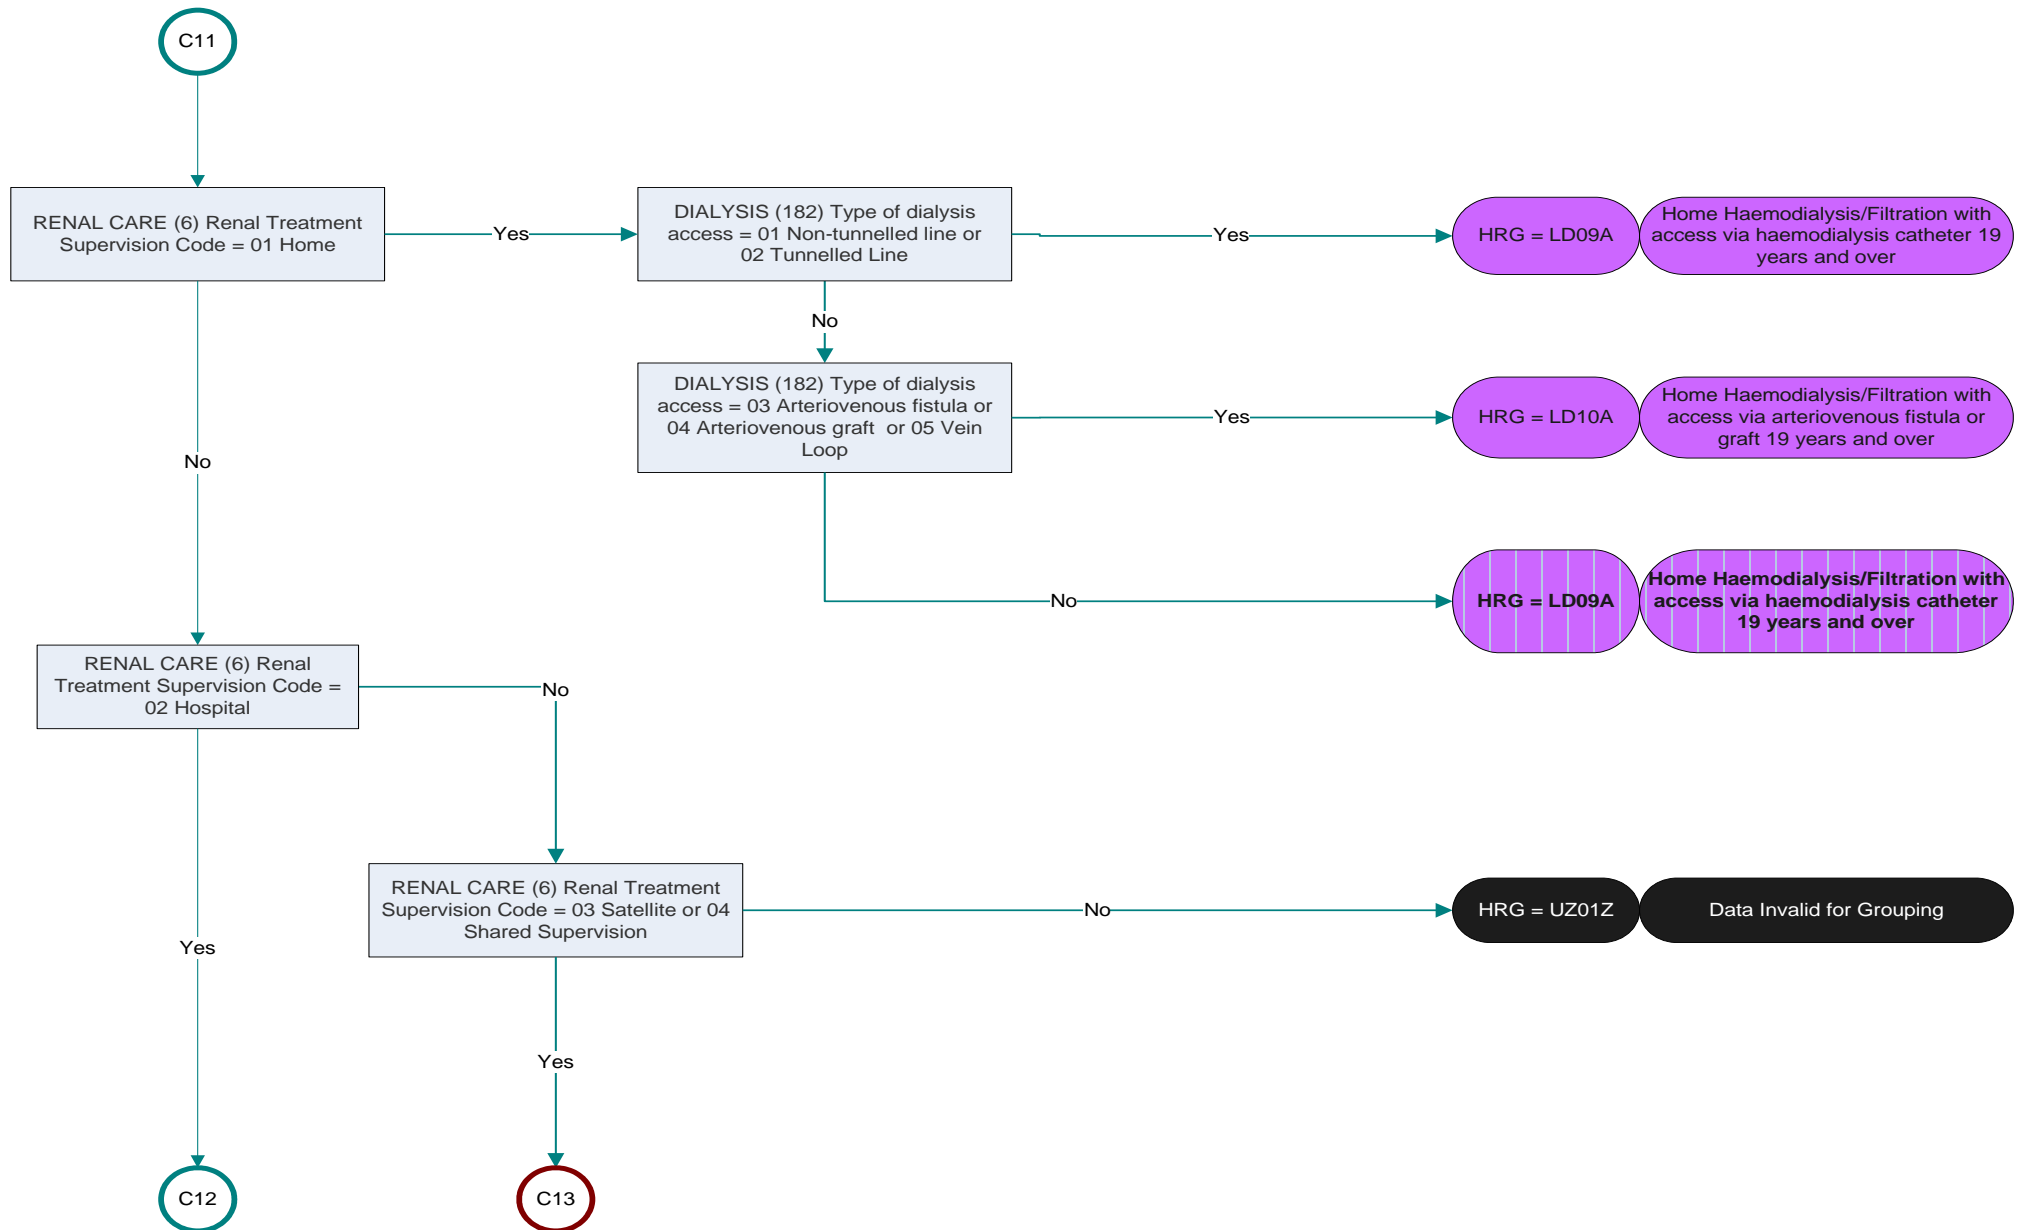 C11
RENAL CARE (6) Renal Treatment
Supervision Code = 01 Home
Yes
DIALYSIS (182) Type of dialysis
access = 01 Non-tunnelled line or
02 Tunnelled Line
Yes
HRG = LD09A
Home Haemodialysis/Filtration with
access via haemodialysis catheter 19
years and over
No
DIALYSIS (182) Type of dialysis
access = 03 Arteriovenous fistula or
04 Arteriovenous graft or 05 Vein
Loop
Yes
HRG = LD10A
Home Haemodialysis/Filtration with
access via arteriovenous fistula or
graft 19 years and over
No
No
HRG = LD09A
Home Haemodialysis/Filtration with
access via haemodialysis catheter
19 years and over
RENAL CARE (6) Renal
Treatment Supervision Code =
02 Hospital
No
RENAL CARE (6) Renal Treatment
Supervision Code = 03 Satellite or 04
Shared Supervision
No
HRG = UZ01Z
Data Invalid for Grouping
Yes
Yes
C12
C13